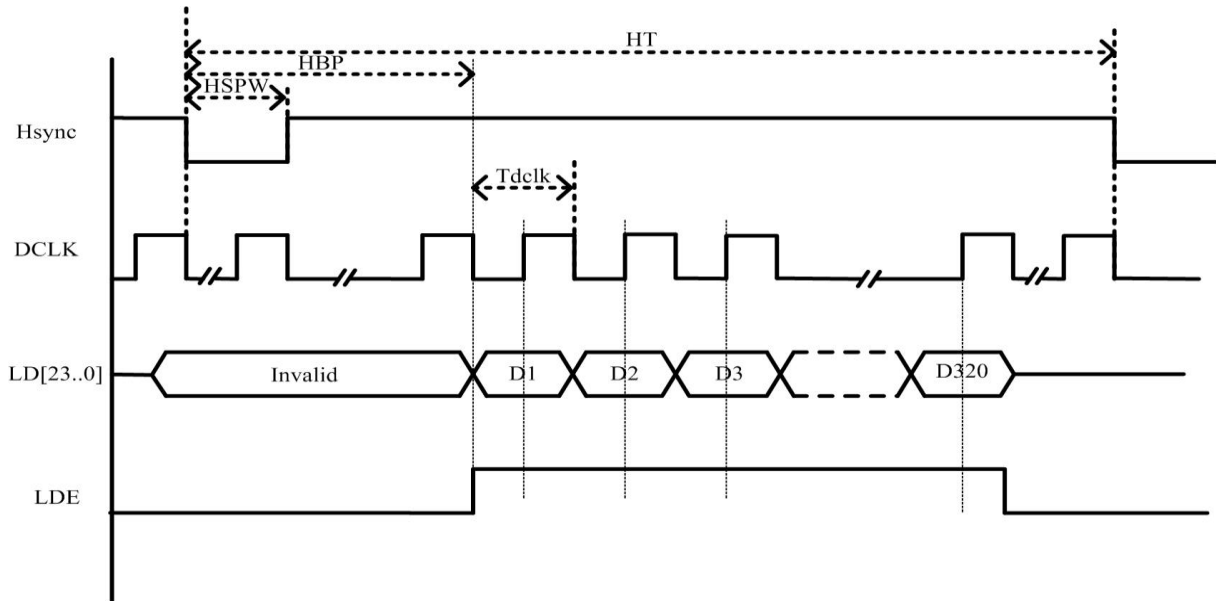 HT
HBP
HSPW
Hsync
Tdclk
DCLK
LD[23..0]
Invalid
D1
D2
D3
D320
LDE